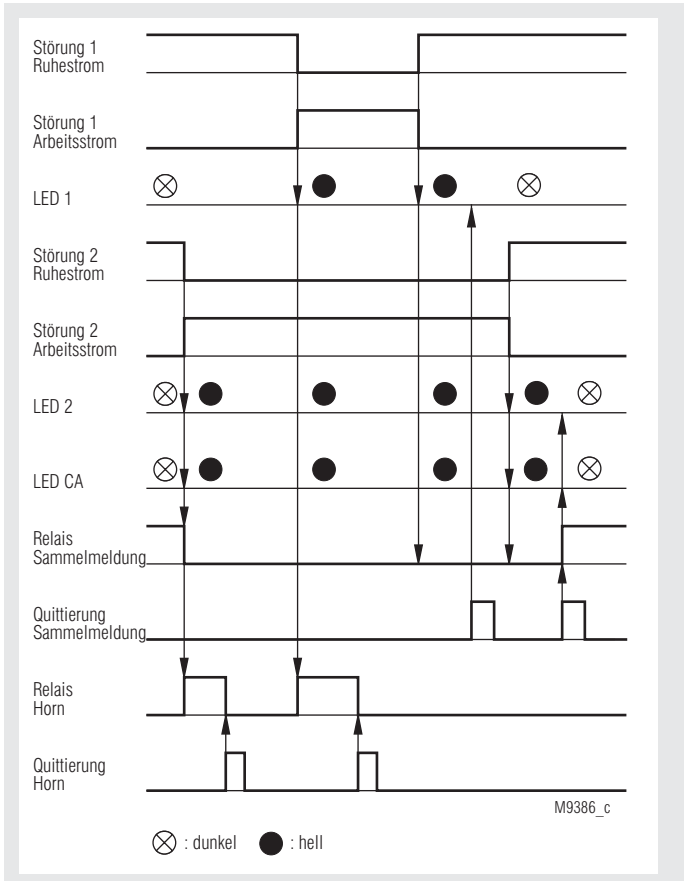 Störung 1
Ruhestrom
Störung 1
Arbeitsstrom
LED 1
Störung 2
Ruhestrom
Störung 2
Arbeitsstrom
LED 2
LED CA
Relais
Sammelmeldung
Quittierung
Sammelmeldung
Relais
Horn
Quittierung
Horn
M9386_c
: dunkel : hell